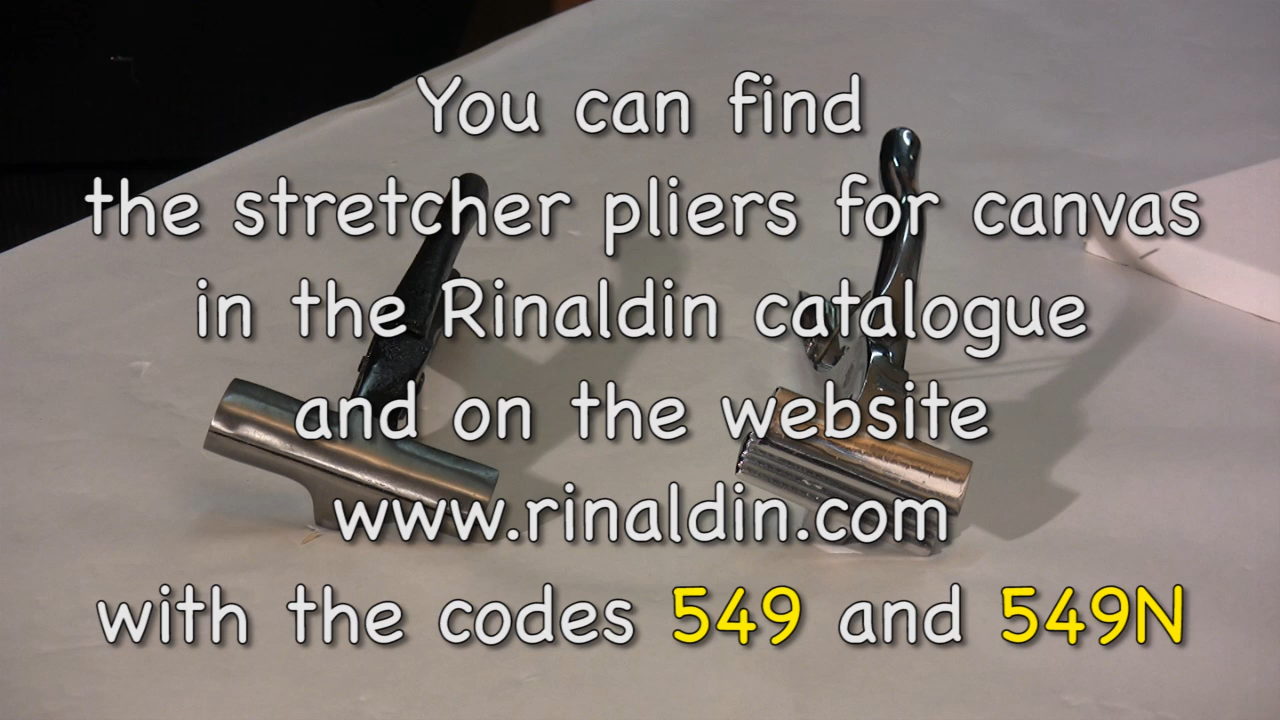 You can find
the stretcher pliers for canvas
in the Rinaldin catalogue
and on the website
www.rinaldin.com
with the codes 549 and 549N